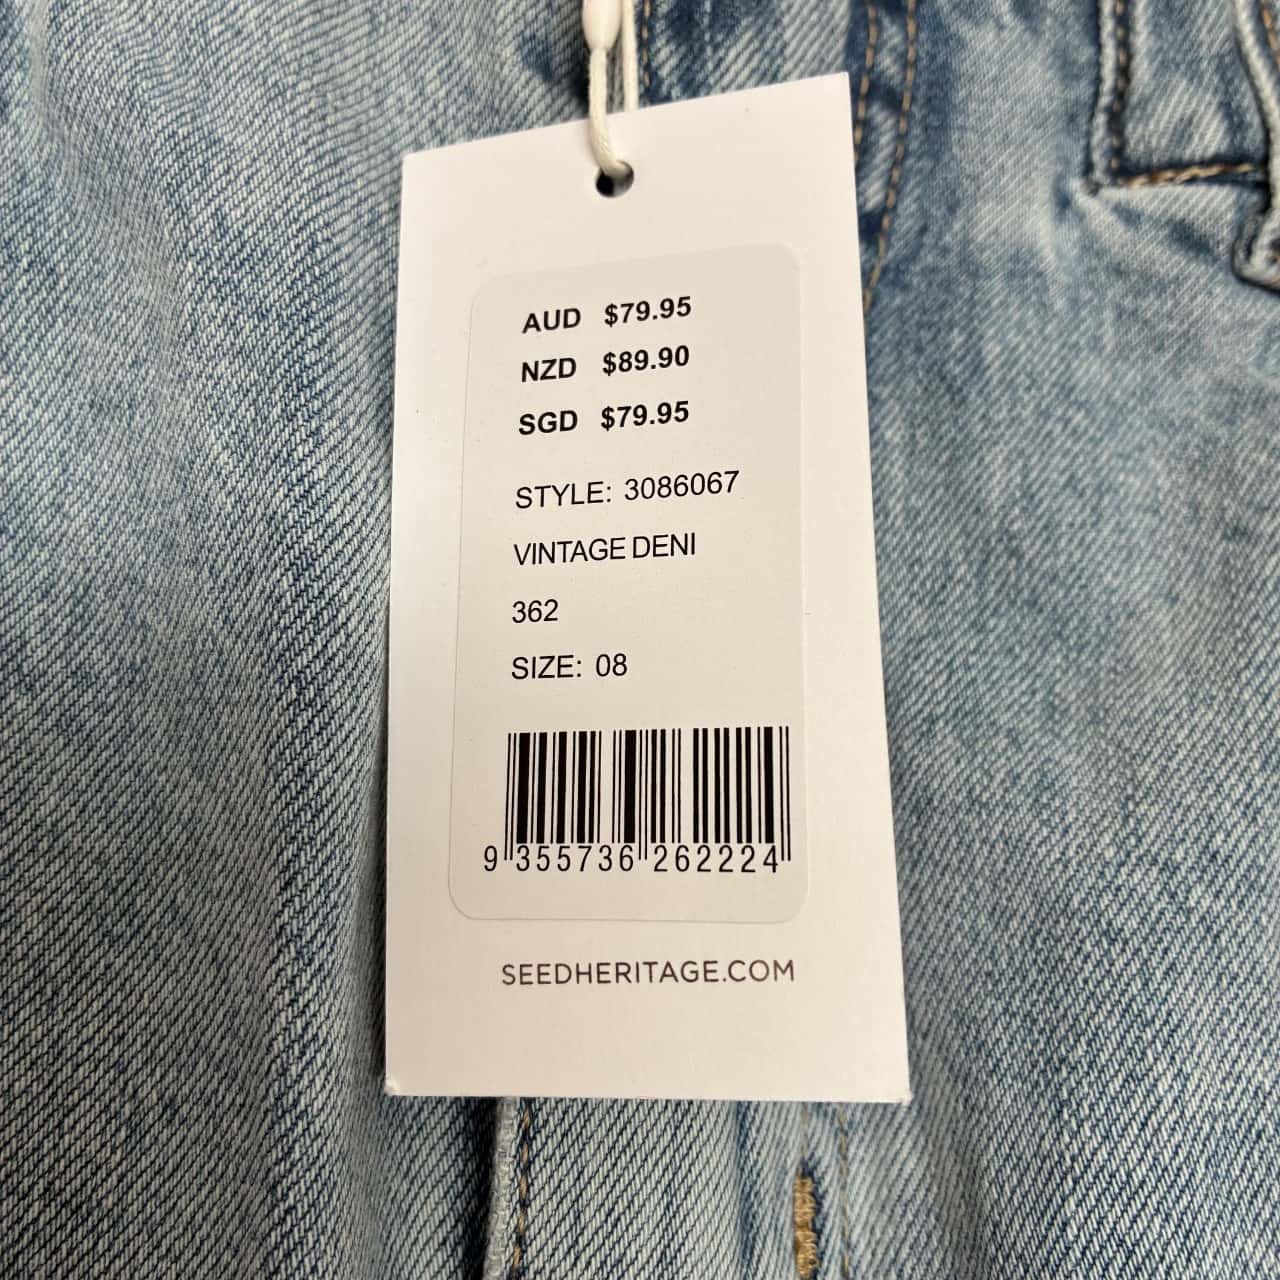 AUD $79.95
NZD $89.90
SGD $79.95
STYLE: 3086067
VINTAGE DENI
362
SIZE: 08
9 355736 262224
SEEDHERITAGE.COM